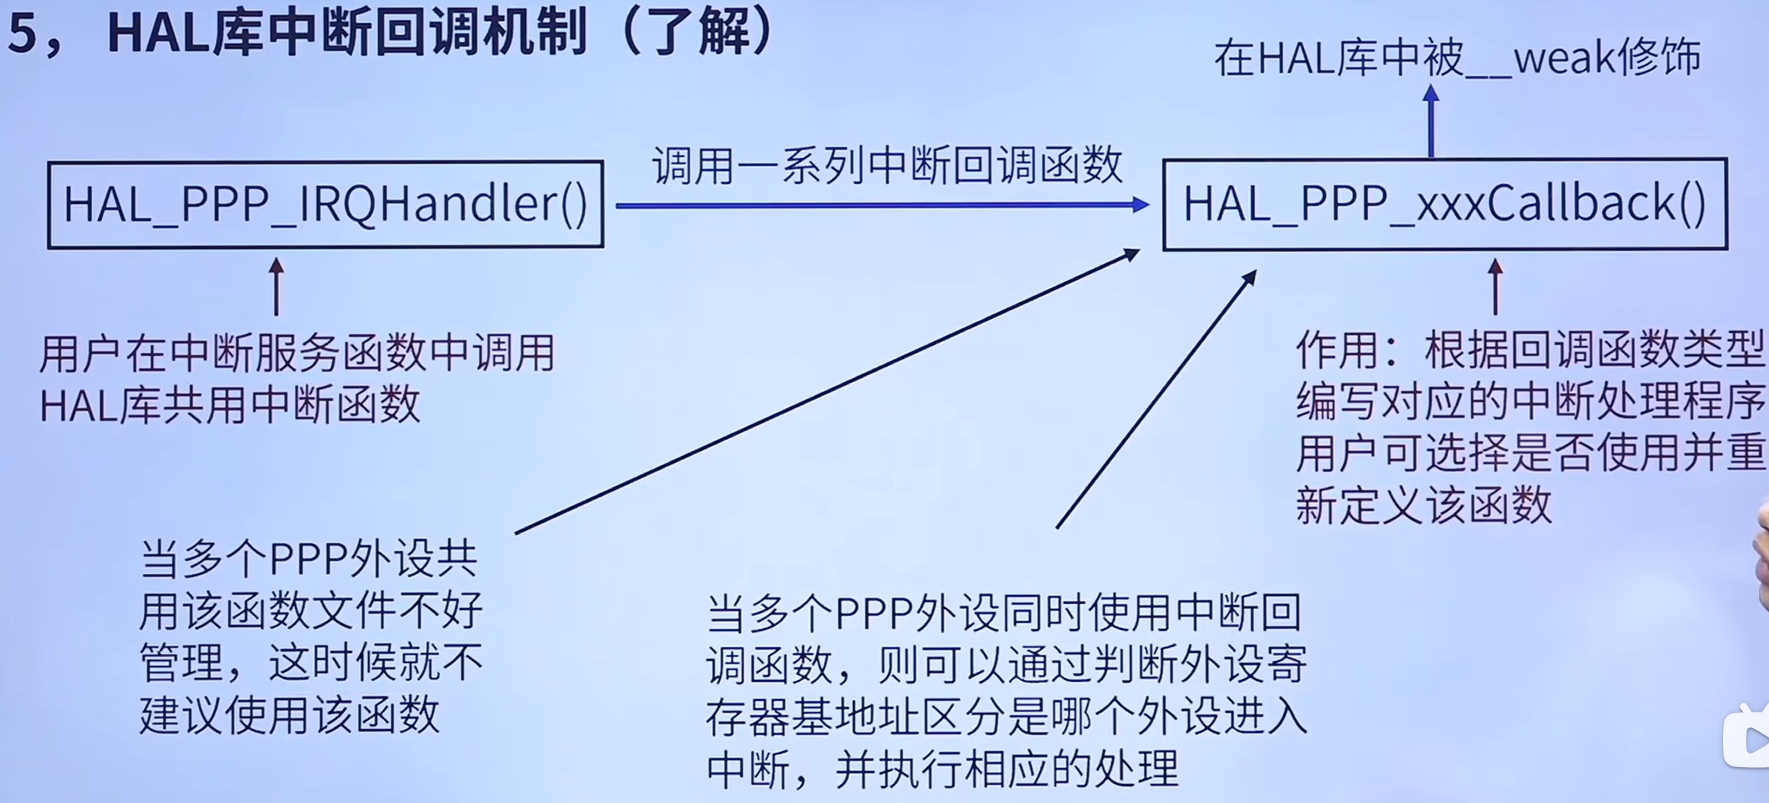 5，HAL库中断回调机制（了解）
在HAL库中被__weak修饰
调用一系列中断回调函数
HAL_PPP_IRQHandler()
HAL_PPP_xxxCallback()
用户在中断服务函数中调用
HAL库共用中断函数
作用：根据回调函数类型
编写对应的中断处理程序
用户可选择是否使用并重
新定义该函数
当多个PPP外设共
用该函数文件不好
管理，这时候就不
建议使用该函数
当多个PPP外设同时使用中断回
调函数，则可以通过判断外设寄
存器基地址区分是哪个外设进入
中断，并执行相应的处理